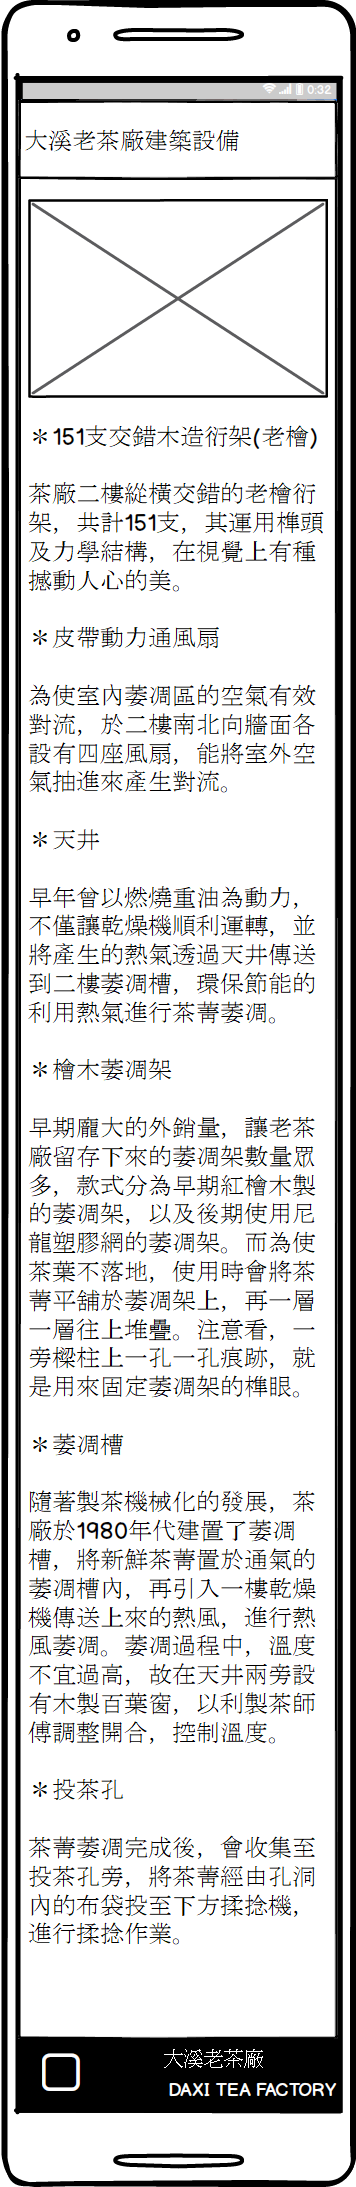 0:32
大溪老茶廠建築設備
＊151支交錯木造衍架(老檜)
茶廠二樓縱橫交錯的老檜衍
架，共計151支，其運用榫頭
及力學結構，在視覺上有種
撼動人心的美。
＊皮帶動力通風扇
為使室內萎凋區的空氣有效
對流，於二樓南北向牆面各
設有四座風扇，能將室外空
氣抽進來產生對流。
＊天井
早年曾以燃燒重油為動力，
不僅讓乾燥機順利運轉，並
將產生的熱氣透過天井傳送
到二樓萎凋槽，環保節能的
利用熱氣進行茶菁萎凋。
＊檜木萎凋架
早期龐大的外銷量，讓老茶
廠留存下來的萎凋架數量眾
多，款式分為早期紅檜木製
的萎凋架，以及後期使用尼
龍塑膠網的萎凋架。而為使
茶葉不落地，使用時會將茶
菁平舖於萎凋架上，再一層
一層往上堆疊。注意看，一
旁樑柱上一孔一孔痕跡，就
是用來固定萎凋架的榫眼。
＊萎凋槽
隨著製茶機械化的發展，茶
廠於1980年代建置了萎凋
槽，將新鮮茶菁置於通氣的
萎凋槽內，再引入一樓乾燥
機傳送上來的熱風，進行熱
風萎凋。萎凋過程中，溫度
不宜過高，故在天井兩旁設
有木製百葉窗，以利製茶師
傅調整開合，控制溫度。
＊投茶孔
茶菁萎凋完成後，會收集至
投茶孔旁，將茶菁經由孔洞
內的布袋投至下方揉捻機，
進行揉捻作業。
大溪老茶廠
DAXI TEA FACTORY